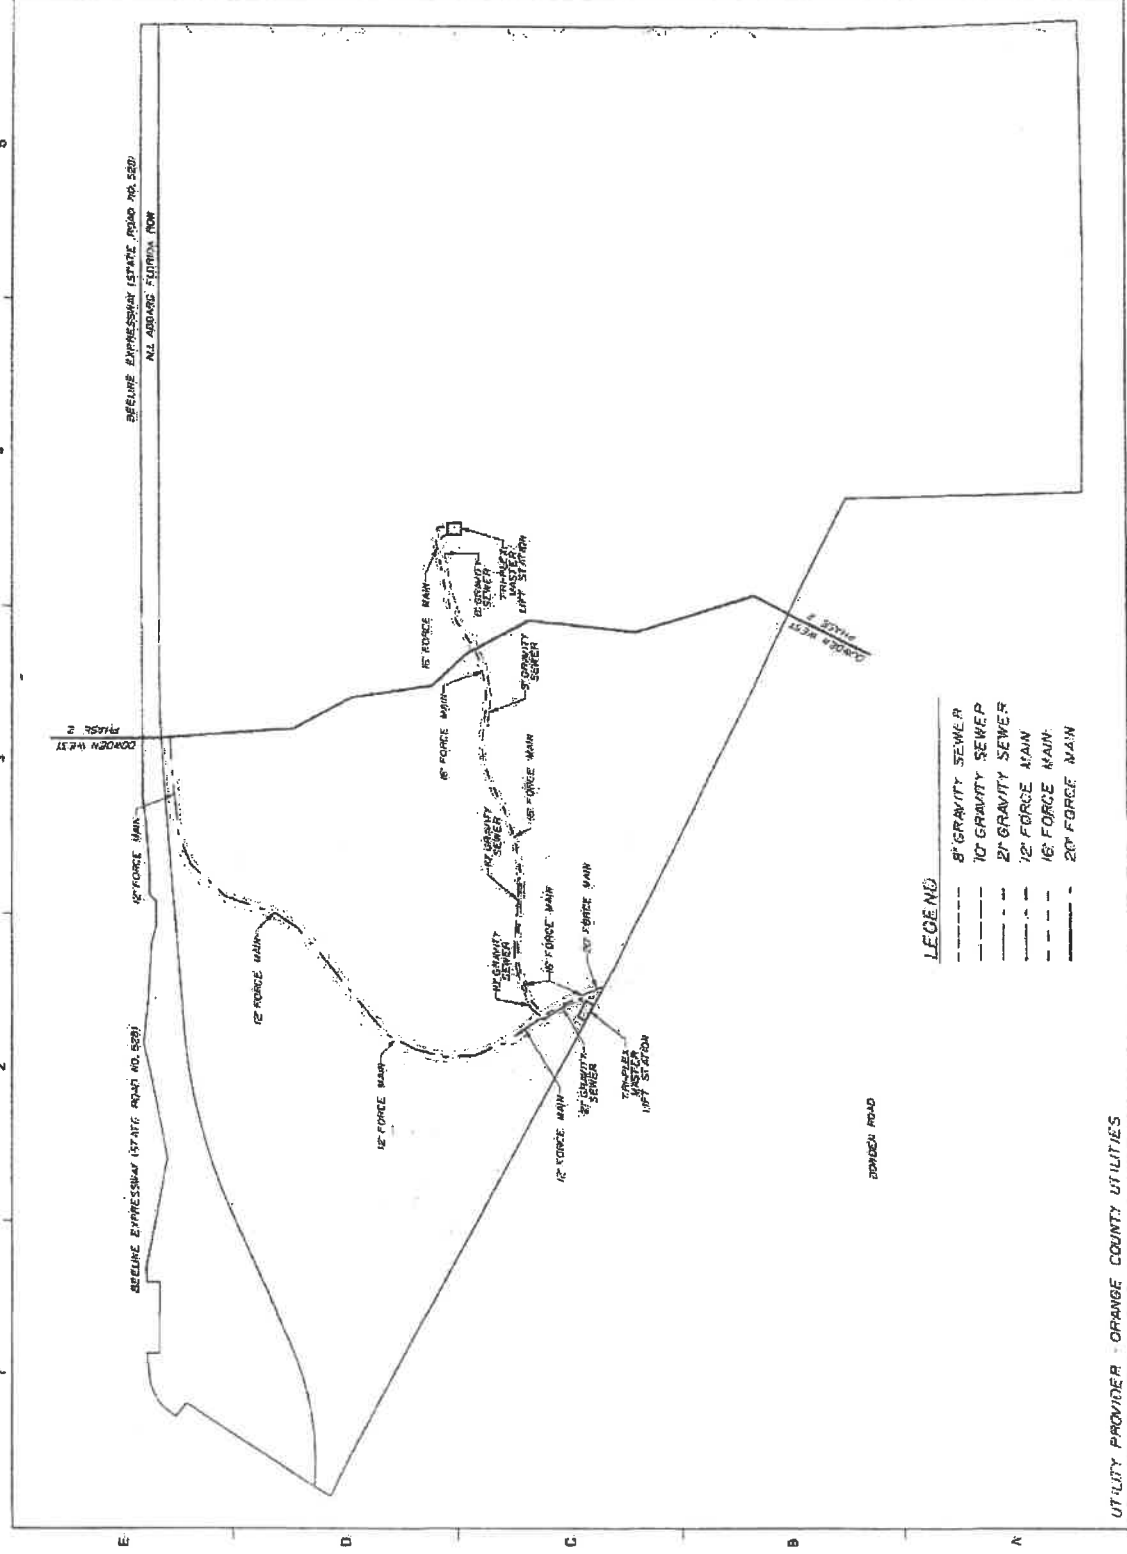 BEELINE EXPRESSWAY (STATE ROAD NO. 528)
ALL ABOARD FLORIDA ROW
DOWDEN WEST
PHASE 2
12" FORCE MAIN
BEELINE EXPRESSWAY (STATE ROAD NO. 528)
12" FORCE MAIN
12" FORCE MAIN
16" FORCE MAIN
8" GRAVITY
SEWER
TRI-PLEX
MASTER
LIFT STATION
16" FORCE MAIN
GRAVITY
SEWER
16" FORCE MAIN
10" GRAVITY
SEWER
10" GRAVITY
SEWER
16" FORCE MAIN
20" FORCE MAIN
12" FORCE MAIN
21" GRAVITY
SEWER
TRI-PLEX
MASTER
LIFT STATION
DOWDEN WEST
PHASE 2
DOWDEN ROAD
LEGEND
8" GRAVITY SEWER
10" GRAVITY SEWER
21" GRAVITY SEWER
12" FORCE MAIN
16" FORCE MAIN
20" FORCE MAIN
UTILITY PROVIDER - ORANGE COUNTY UTILITIES
1
2
3
5
E
D
C
B
A